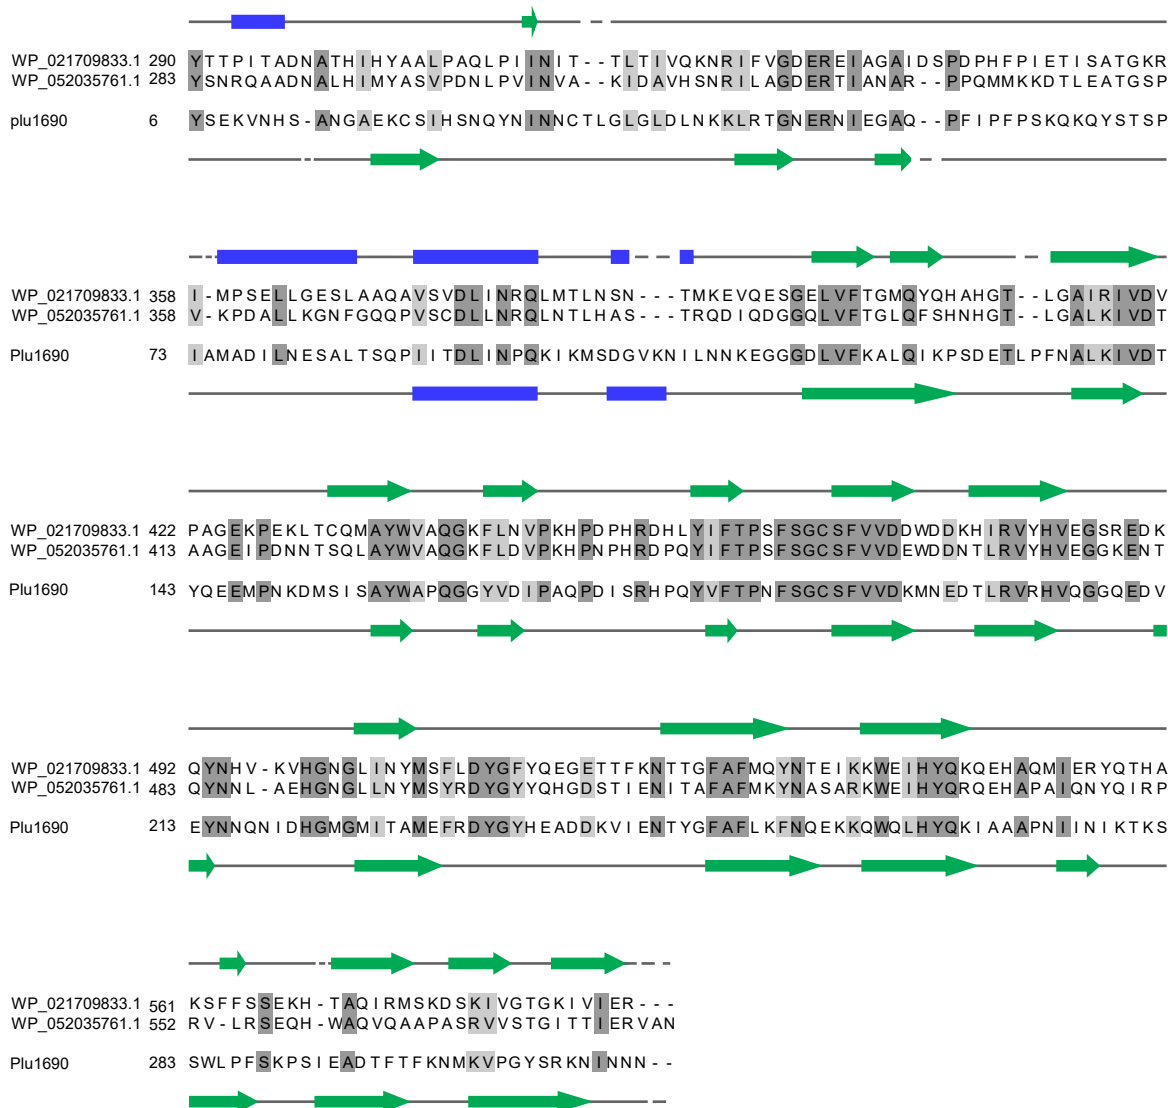 WP_021709833.1 290 YTTPITADNATHIHYAALPAQLPIINIT--TLTIVQKNRIFVGDEREIAGAIDSPDPHFPIETISATGKR
WP_052035761.1 283 YSNRQAADNALHIMYASVPDNLPVINVA--KIDAVHSNRILAGDERTIANAR--PPQMMKKDTLEATGSP
plu1690 6 YSEKVNHS-ANGAEKCSIHSNQYNINNCTLGLGLDLNKKLRTGNERNIEGAQ--PFIPFPSKQKQYSTSP
WP_021709833.1 358 I-MPSELLGESLAAQAVSVDLINRQLMTLNSN---TMKEVQESGELVFTGMQYQHAHGT--LGAIRIVDV
WP_052035761.1 358 V-KPDALLKGNFGQQPVSCDLLNRQLNTLHAS---TRQDIQDGGQLVFTGLQFSHNHGT--LGALKIVDT
Plu1690 73 IAMADILNESALTSQPIITDLINPQKIKMSDGVKNILNNKEGGGDLVFKALQIKPSDETLPFNALKIVDT
WP_021709833.1 422 PAGEKPEKLTCQMAYWVAQGKFLNVPKHPDPHRDHLYIFTPSFSGCSFVVDDWDDKHIRVYHVEGSREDK
WP_052035761.1 413 AAGEIPDNNTSQLAYWVAQGKFLDVPKHPNPHRDPQYIFTPSFSGCSFVVDEWDDNTLRVYHVEGGKENT
Plu1690 143 YQEEMPNKDMSISAYWAPQGGYVDIPAQPDISRHPQYVFTPNFSGCSFVVDKMNEDTLRVRHVQGGQEDV
WP_021709833.1 492 QYNHV-KVHGNGLINYMSFLDYGFYQEGETTFKNTTGFAFMQYNTEIKKWEIHYQKQEHAQMIERYQTHA
WP_052035761.1 483 QYNNL-AEHGNGLLNYMSYRDYGYYQHGDSTIENITAFAFMKYNASARKWEIHYQRQEHAPAIQNYQIRP
Plu1690 213 EYNNQNIDHGMGMITAMEFRDYGYHEADDKVIENTYGFAFLKFNQEKKQWQLHYQKIAAAPNIINIKTKS
WP_021709833.1 561 KSFFSSEKH-TAQIRMSKDSKIVGTGKIVIER---
WP_052035761.1 552 RV-LRSEQH-WAQVQAAPASRVVSTGITTIERVAN
Plu1690 283 SWLPFSKPSIEADTFTFKNMKVPGYSRKNINNN--